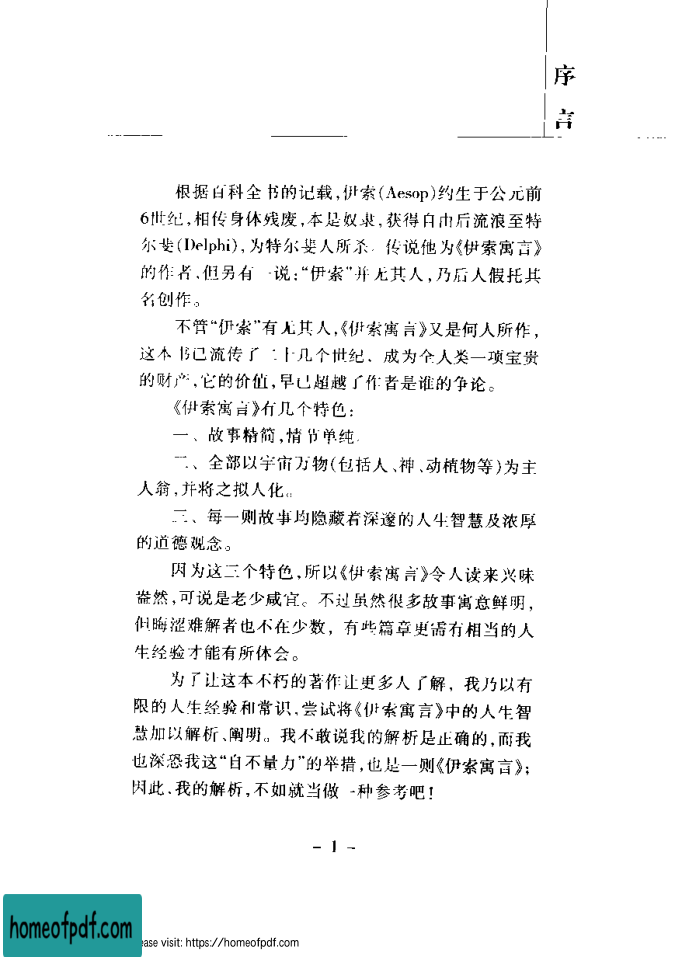 序
言
根据百科全书的记载,伊索(Aesop)约生于公元前
6世纪,相传身体残废,本是奴隶,获得自由后流浪至特
尔斐(Delphi),为特尔斐人所杀。传说他为《伊索寓言》
的作者,但另有一说:“伊索”并无其人,乃后人假托其
名创作。
不管“伊索”有无其人,《伊索寓言》又是何人所作,
这本书已流传了二十几个世纪、成为全人类一项宝贵
的财产,它的价值,早已超越了作者是谁的争论。
《伊索寓言》有几个特色:
一、故事精简,情节单纯.
二、全部以宇宙万物(包括人、神、动植物等)为主
人翁,并将之拟人化。
三、每一则故事均隐藏着深邃的人生智慧及浓厚
的道德观念。
因为这三个特色,所以《伊索寓言》令人读来兴味
盎然,可说是老少咸宜。不过虽然很多故事寓意鲜明,
但晦涩难解者也不在少数，有些篇章更需有相当的人
生经验才能有所体会。
为了让这本不朽的著作让更多人了解，我乃以有
限的人生经验和常识,尝试将《伊索寓言》中的人生智
慧加以解析、阐明。我不敢说我的解析是正确的,而我
也深恐我这“自不量力”的举措,也是一则《伊索寓言》;
因此、我的解析,不如就当做一种参考吧!
- 1 -
homeofpdf.com
ease visit: https://homeofpdf.com